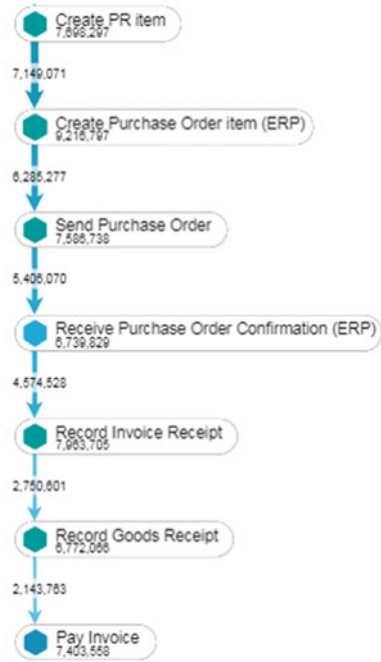 Create PR item
7,698,297
7,149,071
Create Purchase Order item (ERP)
9,216,797
6,285,277
Send Purchase Order
7,586,738
5,406,070
Receive Purchase Order Confirmation (ERP)
6,739,829
4,574,528
Record Invoice Receipt
7,963,705
2,750,601
Record Goods Receipt
6,772,066
2,143,763
Pay Invoice
7,403,558